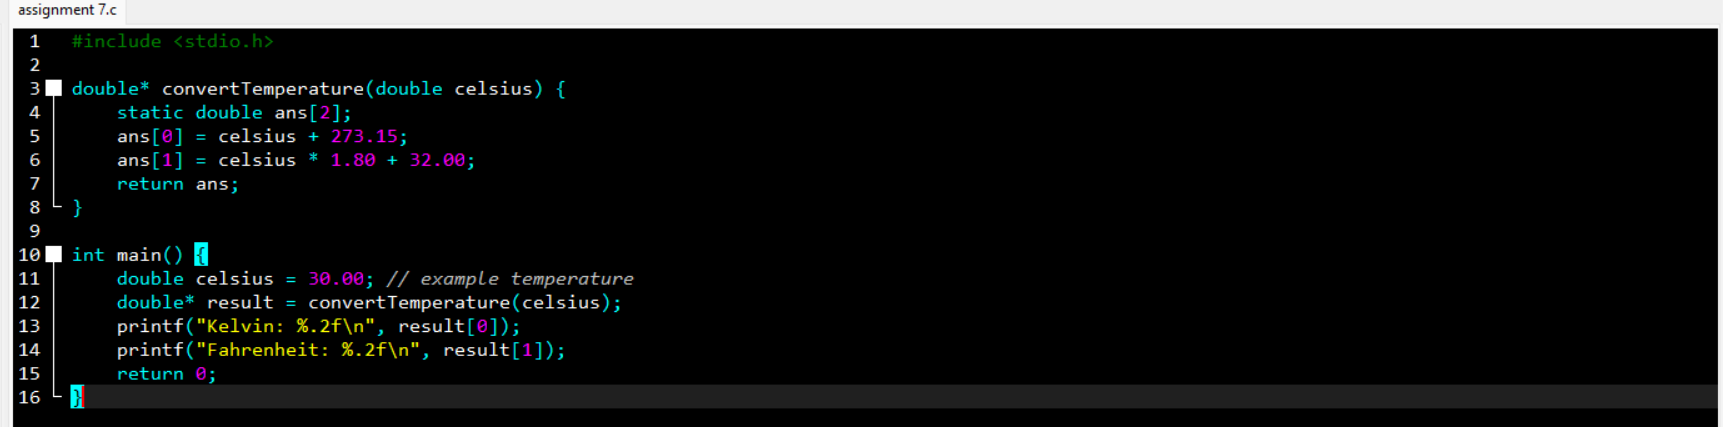 assignment 7.c
1 #include <stdio.h>
2
3 double* convertTemperature(double celsius) {
4     static double ans[2];
5     ans[0] = celsius + 273.15;
6     ans[1] = celsius * 1.80 + 32.00;
7     return ans;
8 }
9
10 int main() {
11     double celsius = 30.00; // example temperature
12     double* result = convertTemperature(celsius);
13     printf("Kelvin: %.2f\n", result[0]);
14     printf("Fahrenheit: %.2f\n", result[1]);
15     return 0;
16 }